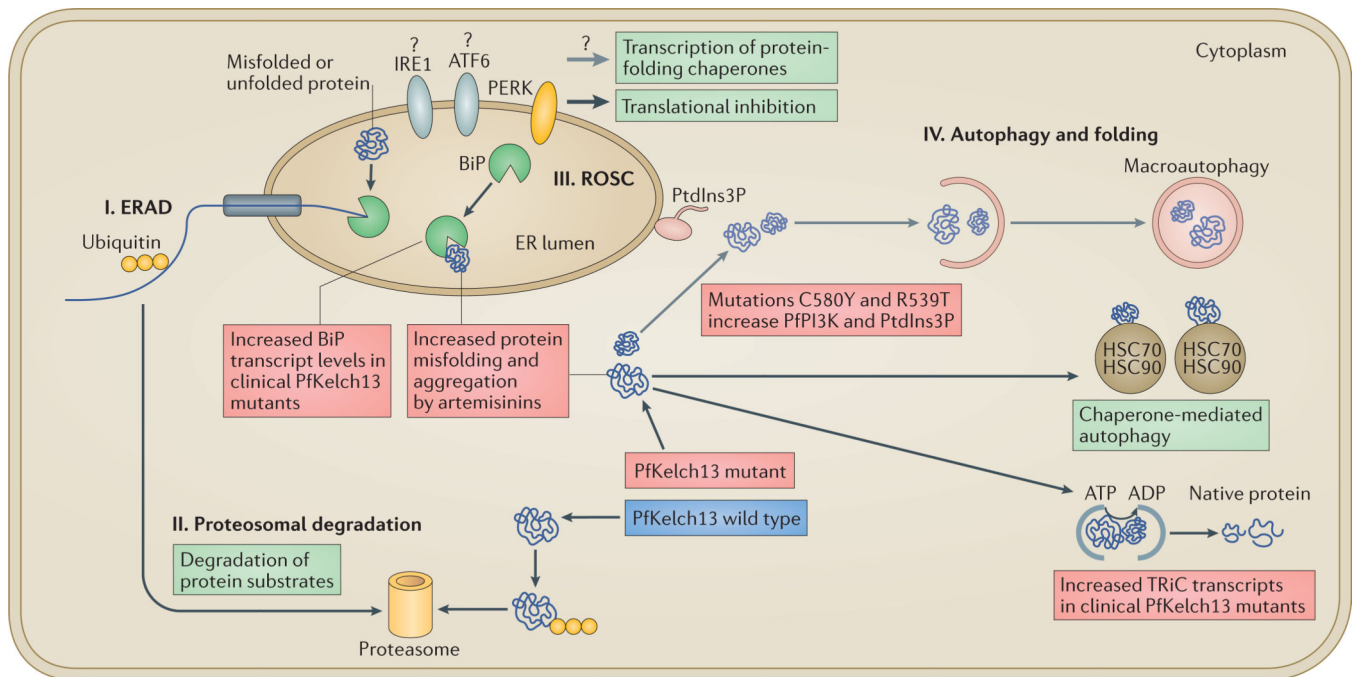 Cytoplasm
Misfolded or
unfolded protein
?
IRE1
?
ATF6
PERK
?
Transcription of protein-
folding chaperones
Translational inhibition
BiP
III. ROSC
ER lumen
PtdIns3P
I. ERAD
Ubiquitin
IV. Autophagy and folding
Macroautophagy
Increased BiP
transcript levels in
clinical PfKelch13
mutants
Increased protein
misfolding and
aggregation
by artemisinins
Mutations C580Y and R539T
increase PfPI3K and PtdIns3P
HSC70
HSC90
HSC70
HSC90
Chaperone-mediated
autophagy
PfKelch13 mutant
PfKelch13 wild type
II. Proteosomal degradation
Degradation of
protein substrates
Proteasome
ATP
ADP
Native protein
Increased TRiC transcripts
in clinical PfKelch13 mutants